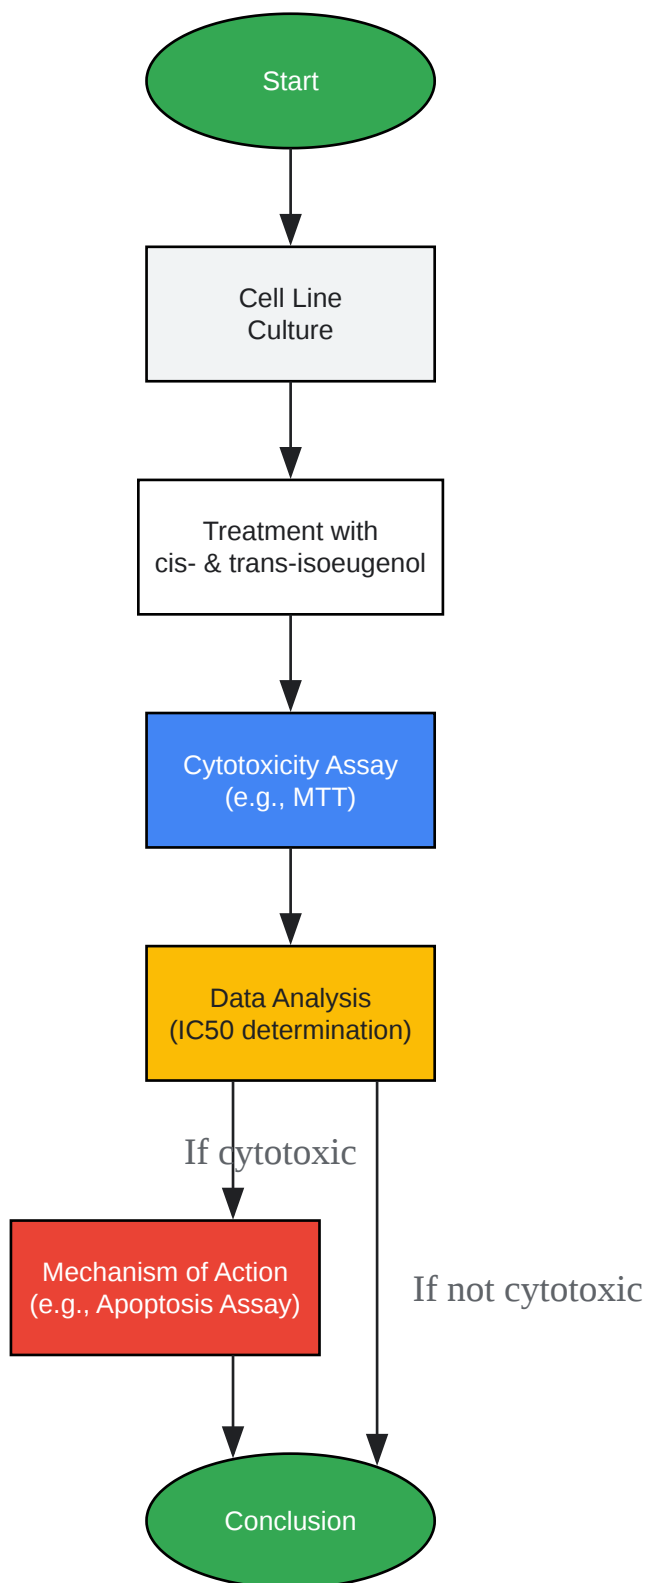 Start
Cell Line
Culture
Treatment with
cis- & trans-isoeugenol
Cytotoxicity Assay
(e.g., MTT)
Data Analysis
(IC50 determination)
If cytotoxic
Mechanism of Action
(e.g., Apoptosis Assay)
If not cytotoxic
Conclusion